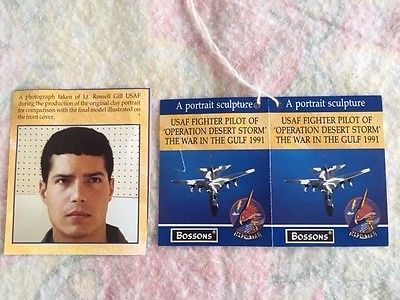 A photograph taken of Lt. Russell Gill USAF
during the production of the original clay portrait
for comparison with the final model illustrated on
the front cover.
A portrait sculpture
USAF FIGHTER PILOT OF
'OPERATION DESERT STORM'
THE WAR IN THE GULF 1991
BOSSONS®
A portrait sculpture
USAF FIGHTER PILOT OF
'OPERATION DESERT STORM'
THE WAR IN THE GULF 1991
BOSSONS®